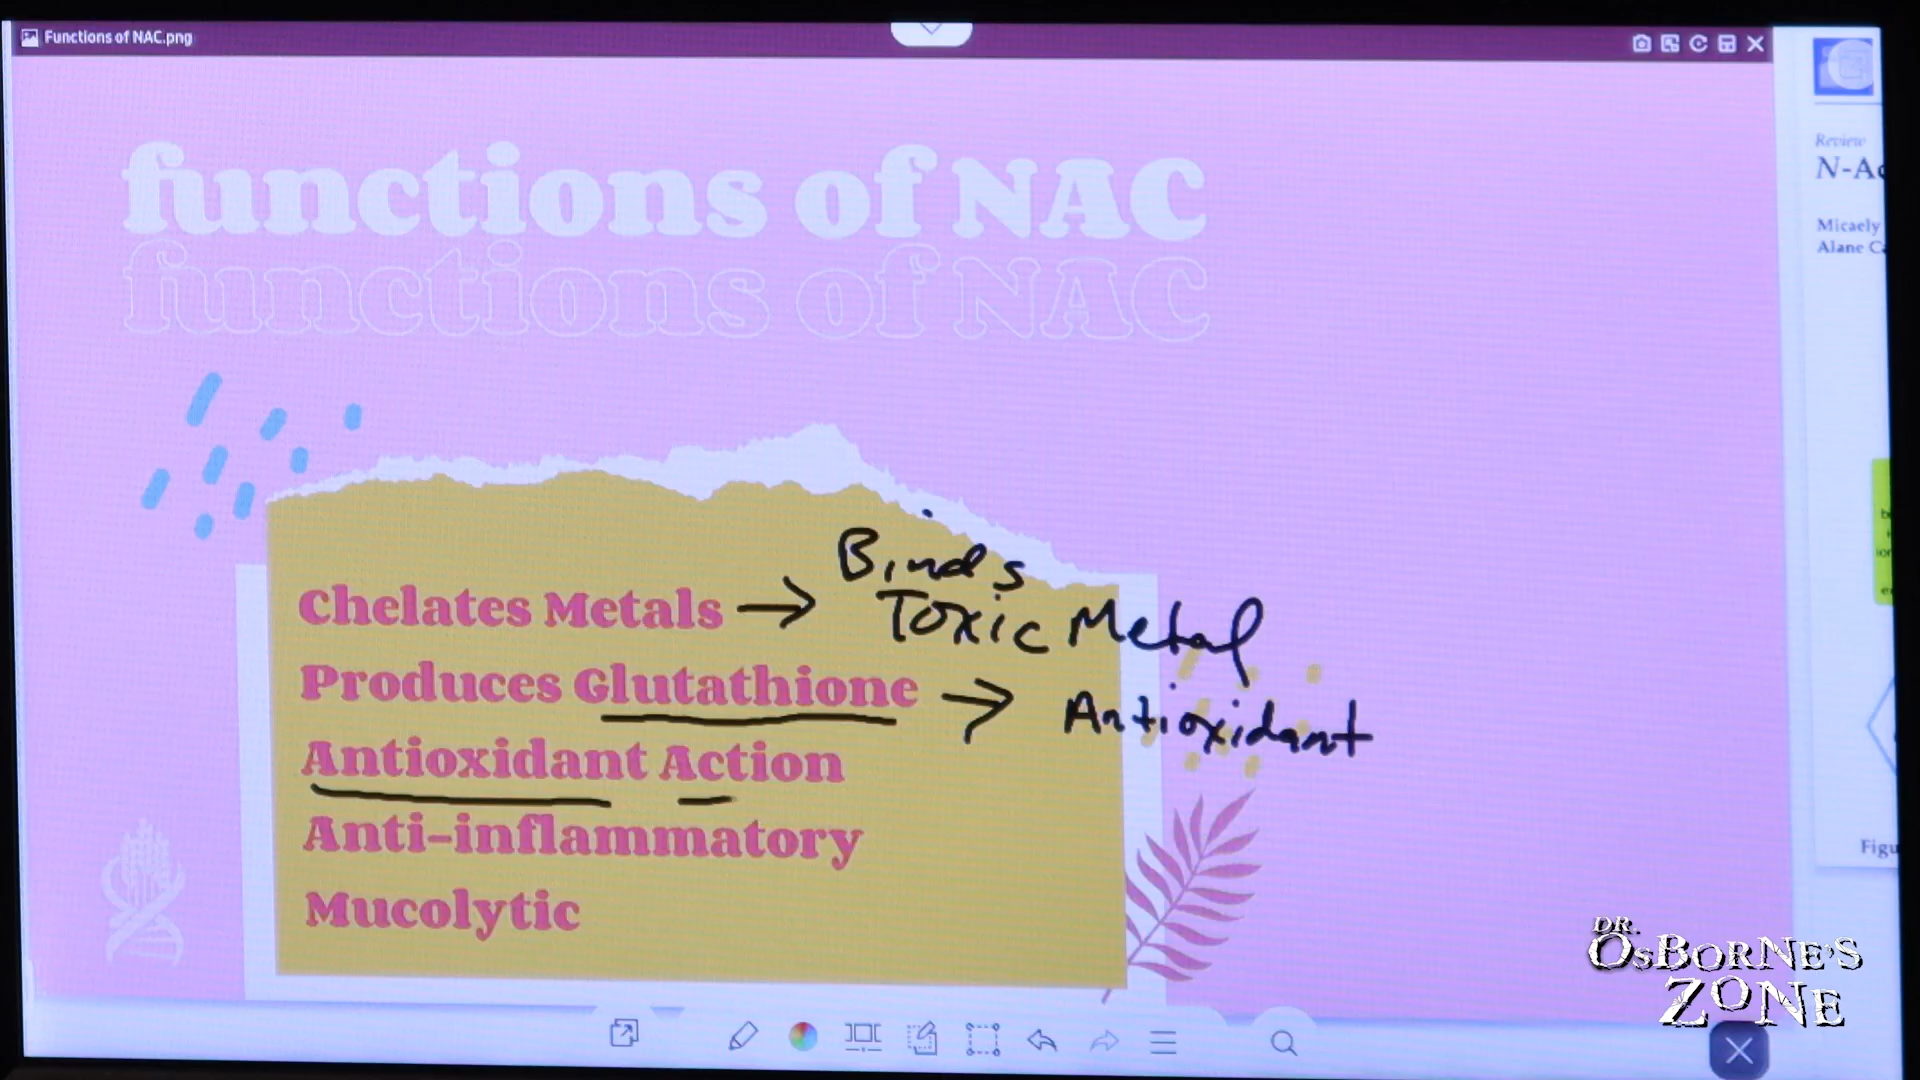 Functions of NAC.png
functions of NAC
functions of NAC
Review
Micaely
Alane
Binds
Chelates Metals → Toxic Metal
Produces Glutathione → Antioxidant
Antioxidant Action
Anti-inflammatory
Mucolytic
DR.
OSBORNE'S
ZONE